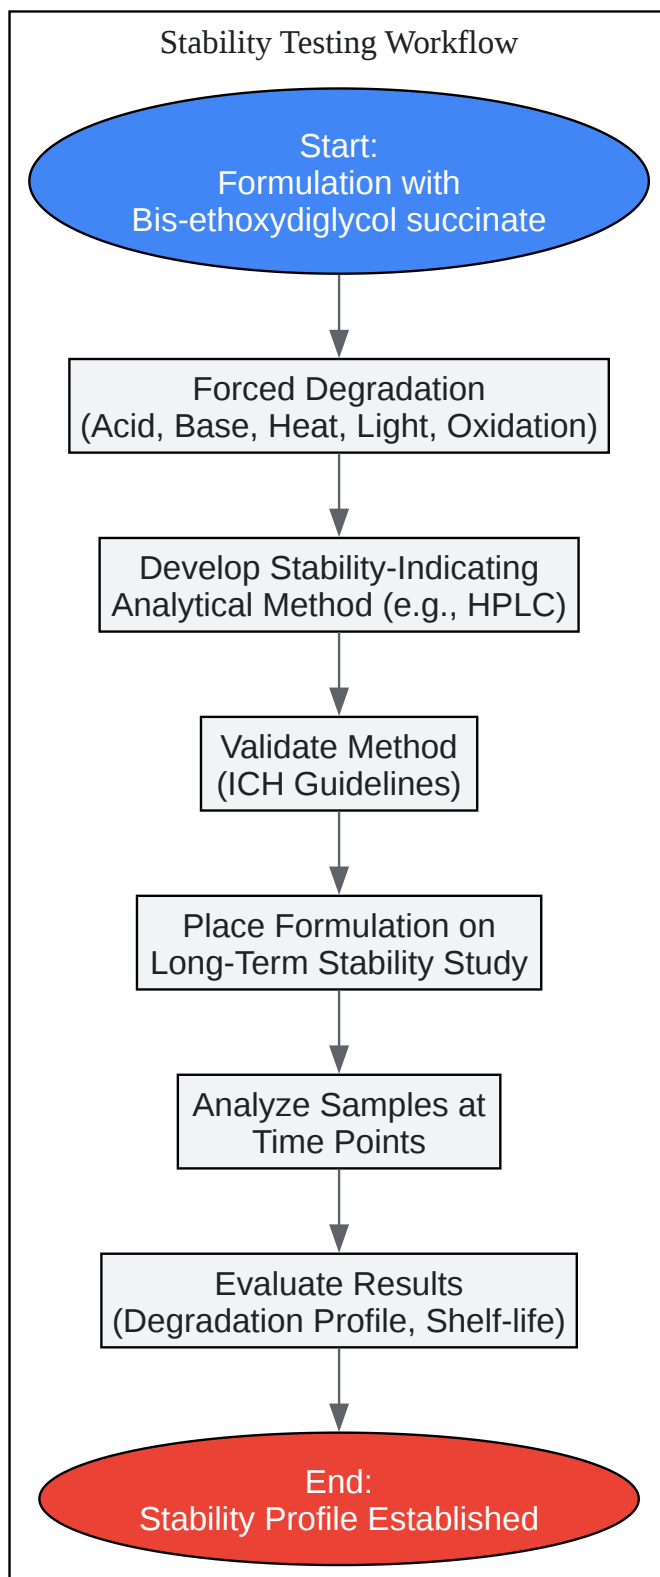 Stability Testing Workflow
Start:
Formulation with
Bis-ethoxydiglycol succinate
Forced Degradation
(Acid, Base, Heat, Light, Oxidation)
Develop Stability-Indicating
Analytical Method (e.g., HPLC)
Validate Method
(ICH Guidelines)
Place Formulation on
Long-Term Stability Study
Analyze Samples at
Time Points
Evaluate Results
(Degradation Profile, Shelf-life)
End:
Stability Profile Established